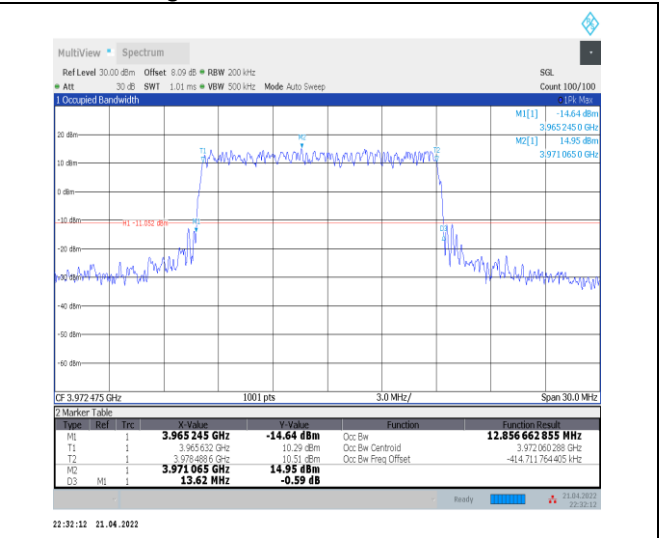 MultiView Spectrum
Ref Level 30.00 dBm Offset 8.09 dB RBW 200 kHz SGL
Att 30 dB SWT 1.01 ms VBW 500 kHz Mode Auto Sweep Count 100/100
1 Occupied Bandwidth 1Pk Max
M1[1] -14.64 dBm
3.965 245 0 GHz
M2[1] 14.95 dBm
3.971 065 0 GHz
20 dBm
M2
T1 T2
10 dBm
0 dBm
-10 dBm
H1 -11.052 dBm M1
D3
-20 dBm
-30 dBm
-40 dBm
-50 dBm
-60 dBm
CF 3.972 475 GHz 1001 pts 3.0 MHz/ Span 30.0 MHz
2 Marker Table
Type Ref Trc X-Value Y-Value Function Function Result
M1 1 3.965 245 GHz -14.64 dBm Occ Bw 12.856 662 855 MHz
T1 1 3.965632 GHz 10.29 dBm Occ Bw Centroid 3.972 060 288 GHz
T2 1 3.9784886 GHz 10.51 dBm Occ Bw Freq Offset -414.711 764 405 kHz
M2 1 3.971 065 GHz 14.95 dBm
D3 M1 1 13.62 MHz -0.59 dB
Ready 21.04.2022
22:32:12
22:32:12 21.04.2022